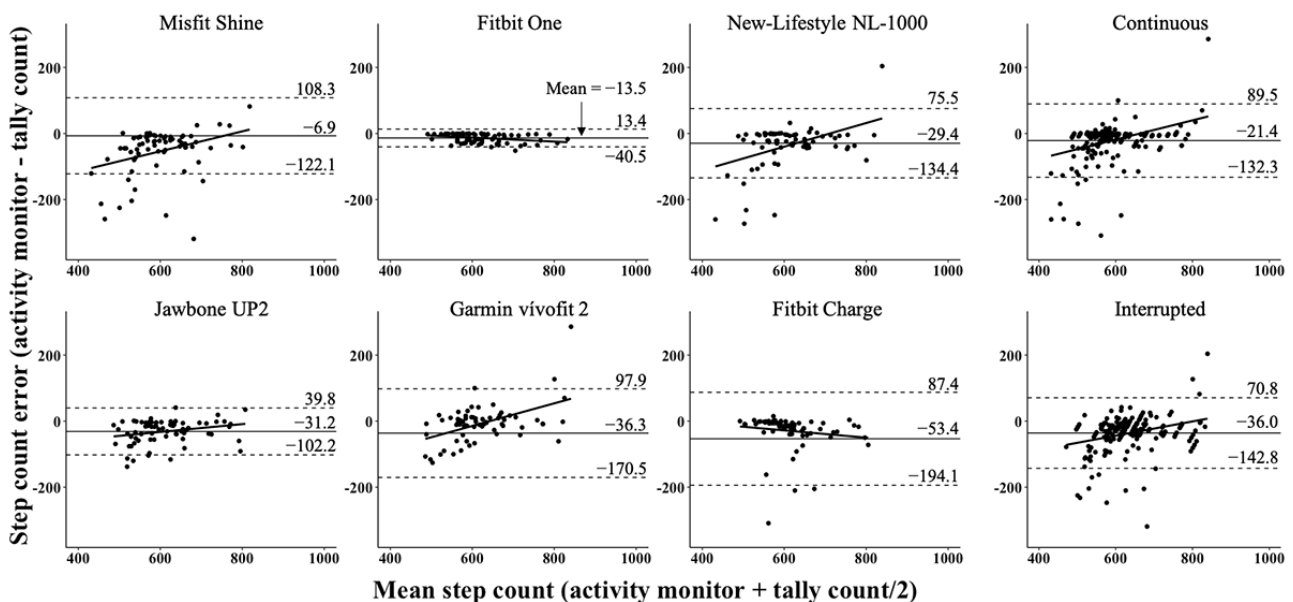 Step count error (activity monitor - tally count)
Misfit Shine
200
0
-200
108.3
−6.9
−122.1
400 600 800 1000
Fitbit One
200
0
-200
Mean = −13.5
13.4
−40.5
400 600 800 1000
New-Lifestyle NL-1000
200
0
-200
75.5
−29.4
−134.4
400 600 800 1000
Continuous
200
0
-200
89.5
−21.4
−132.3
400 600 800 1000
Jawbone UP2
200
0
-200
39.8
−31.2
−102.2
400 600 800 1000
Garmin vívofit 2
200
0
-200
97.9
−36.3
−170.5
400 600 800 1000
Fitbit Charge
200
0
-200
87.4
−53.4
−194.1
400 600 800 1000
Interrupted
200
0
-200
70.8
−36.0
−142.8
400 600 800 1000
Mean step count (activity monitor + tally count/2)